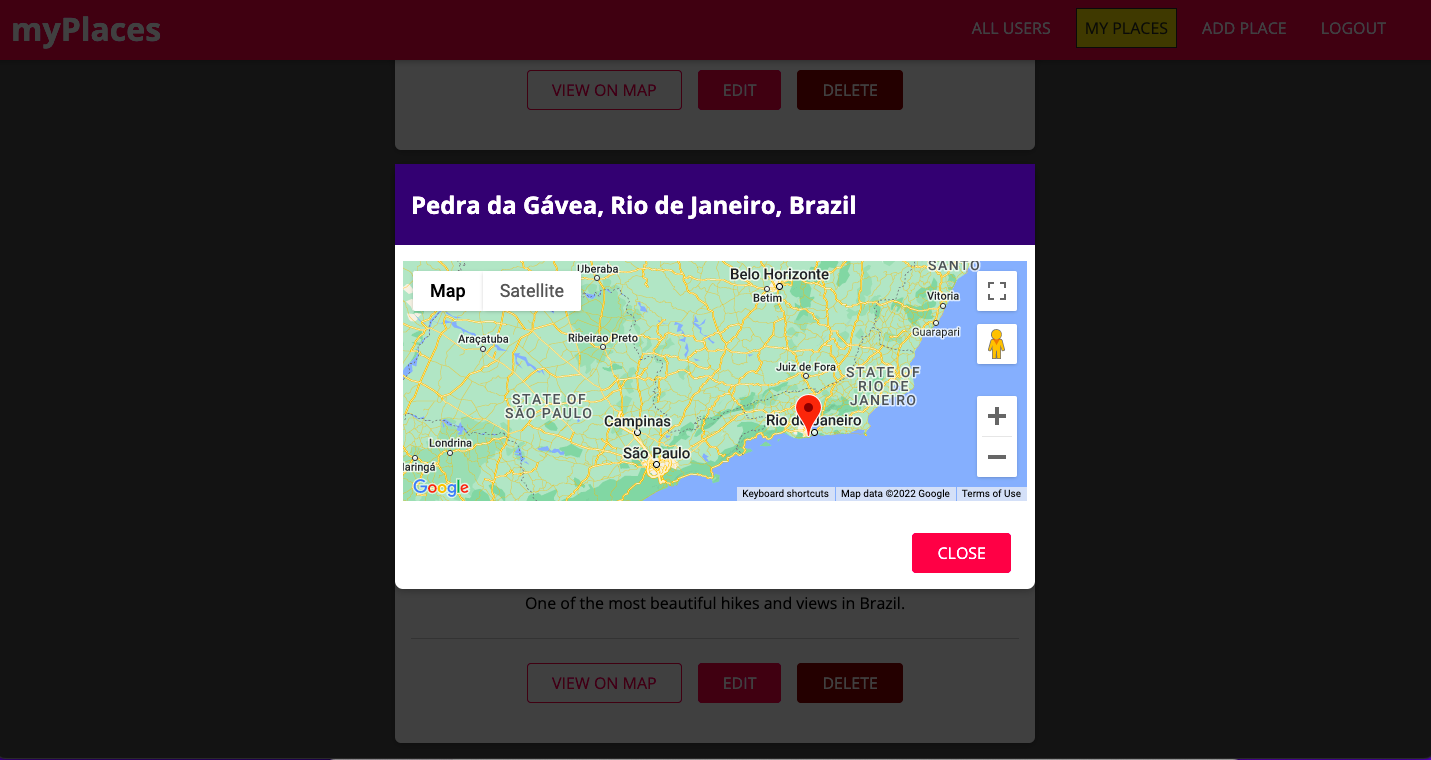 myPlaces
ALL USERS
MY PLACES
ADD PLACE
LOGOUT
VIEW ON MAP
EDIT
DELETE
Pedra da Gávea, Rio de Janeiro, Brazil
Map
Satellite
Uberaba
Belo Horizonte
Betim
SANTO
Vitoria
Guarapari
Araçatuba
Ribeirao Preto
Juiz de Fora
STATE OF
RIO DE
JANEIRO
STATE OF
SÃO PAULO
Campinas
Rio de Janeiro
Londrina
São Paulo
laringá
Google
Keyboard shortcuts
Map data ©2022 Google
Terms of Use
CLOSE
One of the most beautiful hikes and views in Brazil.
VIEW ON MAP
EDIT
DELETE